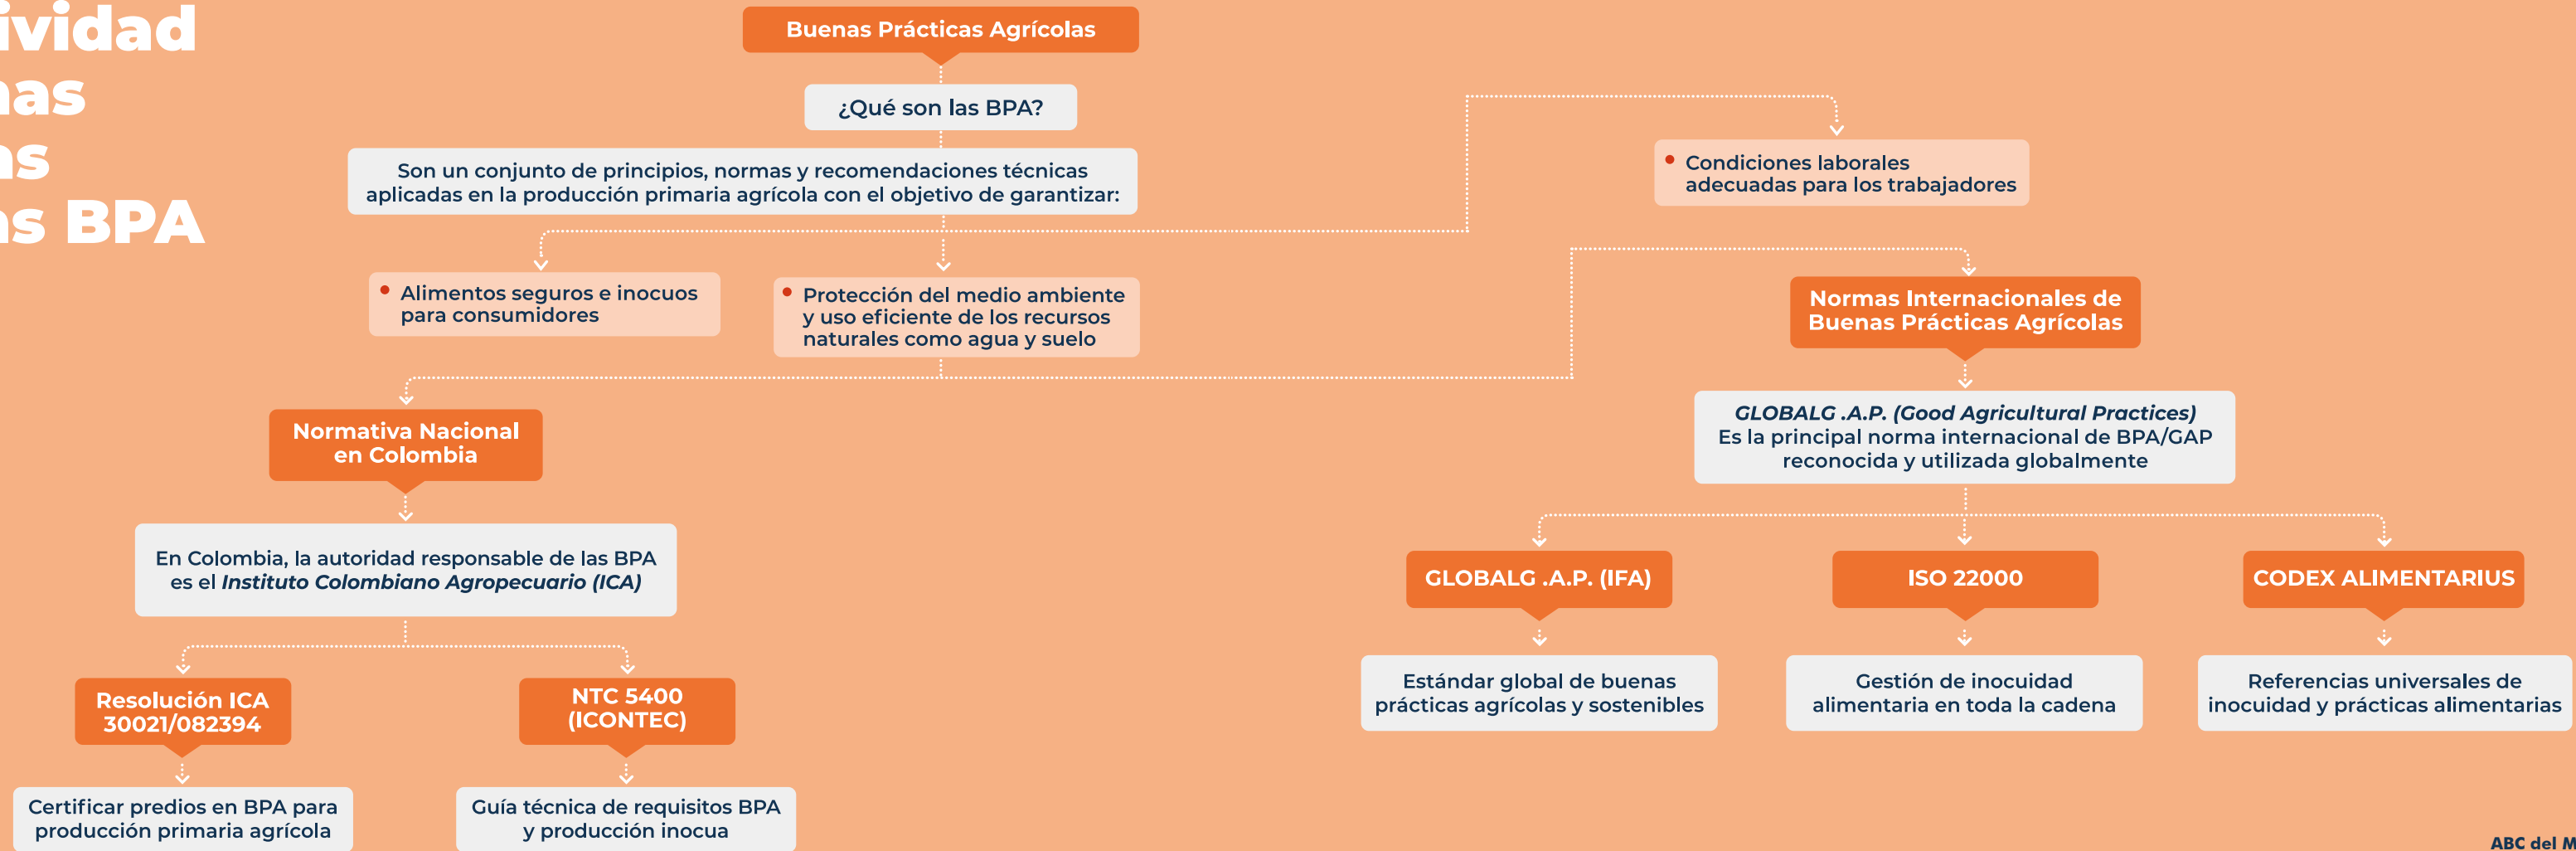 ividad
nas
as
as BPA
Buenas Prácticas Agrícolas
¿Qué son las BPA?
Son un conjunto de principios, normas y recomendaciones técnicas
aplicadas en la producción primaria agrícola con el objetivo de garantizar:
• Alimentos seguros e inocuos
para consumidores
• Protección del medio ambiente
y uso eficiente de los recursos
naturales como agua y suelo
• Condiciones laborales
adecuadas para los trabajadores
Normativa Nacional
en Colombia
En Colombia, la autoridad responsable de las BPA
es el Instituto Colombiano Agropecuario (ICA)
Resolución ICA
30021/082394
Certificar predios en BPA para
producción primaria agrícola
NTC 5400
(ICONTEC)
Guía técnica de requisitos BPA
y producción inocua
Normas Internacionales de
Buenas Prácticas Agrícolas
GLOBALG .A.P. (Good Agricultural Practices)
Es la principal norma internacional de BPA/GAP
reconocida y utilizada globalmente
GLOBALG .A.P. (IFA)
Estándar global de buenas
prácticas agrícolas y sostenibles
ISO 22000
Gestión de inocuidad
alimentaria en toda la cadena
CODEX ALIMENTARIUS
Referencias universales de
inocuidad y prácticas alimentarias
ABC del M